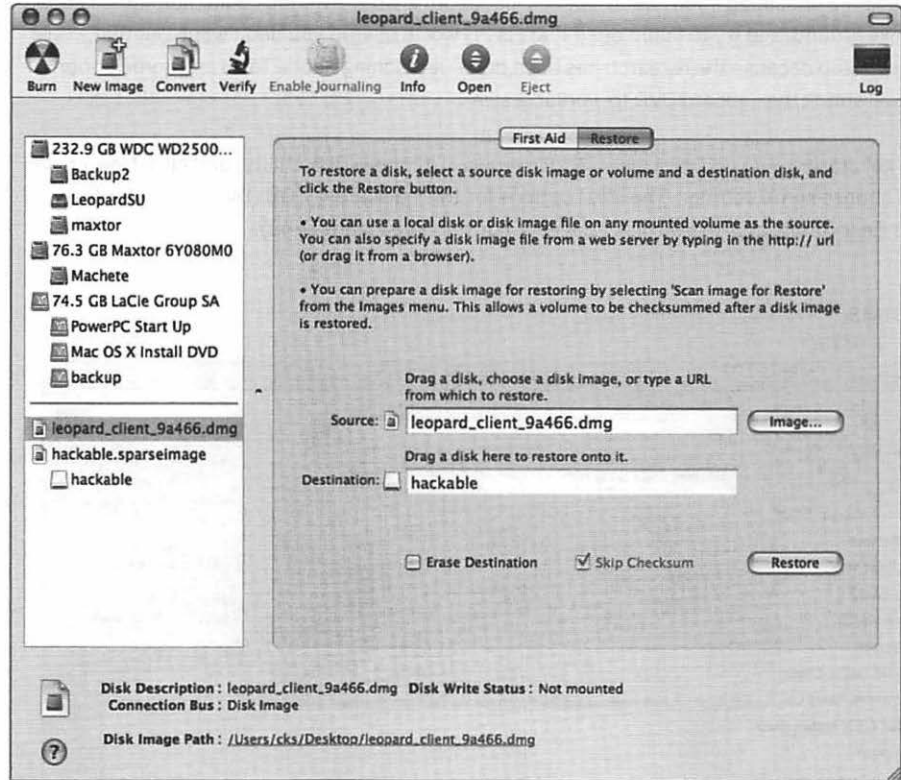 leopard_client_9a466.dmg
Burn New Image Convert Verify Enable Journaling Info Open Eject Log
232.9 GB WDC WD2500...
Backup2
LeopardSU
maxtor
76.3 GB Maxtor 6Y080M0
Machete
74.5 GB LaCie Group SA
PowerPC Start Up
Mac OS X Install DVD
backup
leopard_client_9a466.dmg
hackable.sparseimage
hackable
First Aid Restore
To restore a disk, select a source disk image or volume and a destination disk, and
click the Restore button.
• You can use a local disk or disk image file on any mounted volume as the source.
You can also specify a disk image file from a web server by typing in the http:// url
(or drag it from a browser).
• You can prepare a disk image for restoring by selecting 'Scan image for Restore'
from the Images menu. This allows a volume to be checksummed after a disk image
is restored.
Drag a disk, choose a disk image, or type a URL
from which to restore.
Source: leopard_client_9a466.dmg Image...
Drag a disk here to restore onto it.
Destination: hackable
Erase Destination Skip Checksum Restore
Disk Description : leopard_client_9a466.dmg Disk Write Status : Not mounted
Connection Bus : Disk Image
Disk Image Path : /Users/cks/Desktop/leopard_client_9a466.dmg
?